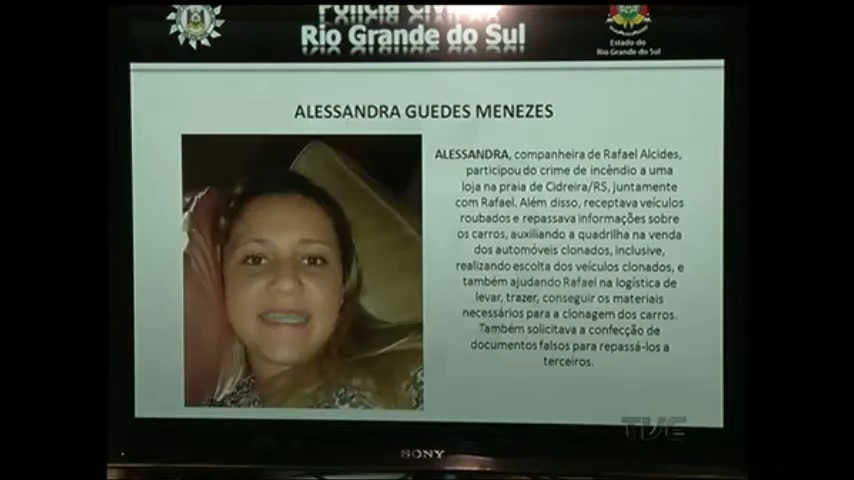 Polícia Civil
Rio Grande do Sul
Estado do
Rio Grande do Sul
ALESSANDRA GUEDES MENEZES
ALESSANDRA, companheira de Rafael Alcides,
participou do crime de incêndio a uma
loja na praia de Cidreira/RS, juntamente
com Rafael. Além disso, receptava veículos
roubados e repassava informações sobre
os carros, auxiliando a quadrilha na venda
dos automóveis clonados, inclusive,
realizando escolta dos veículos clonados, e
também ajudando Rafael na logística de
levar, trazer, conseguir os materiais
necessários para a clonagem dos carros.
Também solicitava a confecção de
documentos falsos para repassá-los a
terceiros.
TVE
SONY